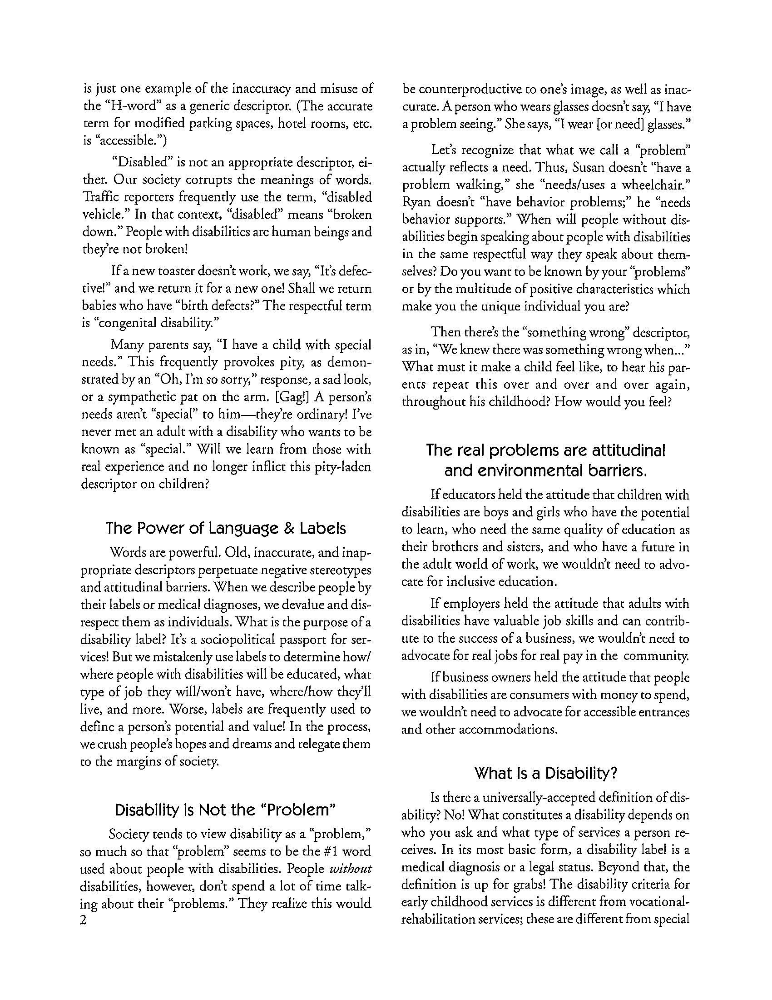 is just one example of the inaccuracy and misuse of
the “H-word” as a generic descriptor. (The accurate
term for modified parking spaces, hotel rooms, etc.
is “accessible.”)
“Disabled” is not an appropriate descriptor, ei-
ther. Our society corrupts the meanings of words.
Traffic reporters frequently use the term, “disabled
vehicle.” In that context, “disabled” means “broken
down.” People with disabilities are human beings and
they’re not broken!
If a new toaster doesn’t work, we say, “It’s defec-
tive!” and we return it for a new one! Shall we return
babies who have “birth defects?” The respectful term
is “congenital disability.”
Many parents say, “I have a child with special
needs.” This frequently provokes pity, as demon-
strated by an “Oh, I’m so sorry,” response, a sad look,
or a sympathetic pat on the arm. [Gag!] A person’s
needs aren’t “special” to him—they’re ordinary! I’ve
never met an adult with a disability who wants to be
known as “special.” Will we learn from those with
real experience and no longer inflict this pity-laden
descriptor on children?
The Power of Language & Labels
Words are powerful. Old, inaccurate, and inap-
propriate descriptors perpetuate negative stereotypes
and attitudinal barriers. When we describe people by
their labels or medical diagnoses, we devalue and dis-
respect them as individuals. What is the purpose of a
disability label? It’s a sociopolitical passport for ser-
vices! But we mistakenly use labels to determine how/
where people with disabilities will be educated, what
type of job they will/won’t have, where/how they’ll
live, and more. Worse, labels are frequently used to
define a person’s potential and value! In the process,
we crush people’s hopes and dreams and relegate them
to the margins of society.
Disability is Not the “Problem”
Society tends to view disability as a “problem,”
so much so that “problem” seems to be the #1 word
used about people with disabilities. People without
disabilities, however, don’t spend a lot of time talk-
ing about their “problems.” They realize this would
2
be counterproductive to one’s image, as well as inac-
curate. A person who wears glasses doesn’t say, “I have
a problem seeing.” She says, “I wear [or need] glasses.”
Let’s recognize that what we call a “problem”
actually reflects a need. Thus, Susan doesn’t “have a
problem walking,” she “needs/uses a wheelchair.”
Ryan doesn’t “have behavior problems;” he “needs
behavior supports.” When will people without dis-
abilities begin speaking about people with disabilities
in the same respectful way they speak about them-
selves? Do you want to be known by your “problems”
or by the multitude of positive characteristics which
make you the unique individual you are?
Then there’s the “something wrong” descriptor,
as in, “We knew there was something wrong when...”
What must it make a child feel like, to hear his par-
ents repeat this over and over and over again,
throughout his childhood? How would you feel?
The real problems are attitudinal
and environmental barriers.
If educators held the attitude that children with
disabilities are boys and girls who have the potential
to learn, who need the same quality of education as
their brothers and sisters, and who have a future in
the adult world of work, we wouldn’t need to advo-
cate for inclusive education.
If employers held the attitude that adults with
disabilities have valuable job skills and can contrib-
ute to the success of a business, we wouldn’t need to
advocate for real jobs for real pay in the community.
If business owners held the attitude that people
with disabilities are consumers with money to spend,
we wouldn’t need to advocate for accessible entrances
and other accommodations.
What Is a Disability?
Is there a universally-accepted definition of dis-
ability? No! What constitutes a disability depends on
who you ask and what type of services a person re-
ceives. In its most basic form, a disability label is a
medical diagnosis or a legal status. Beyond that, the
definition is up for grabs! The disability criteria for
early childhood services is different from vocational-
rehabilitation services; these are different from special